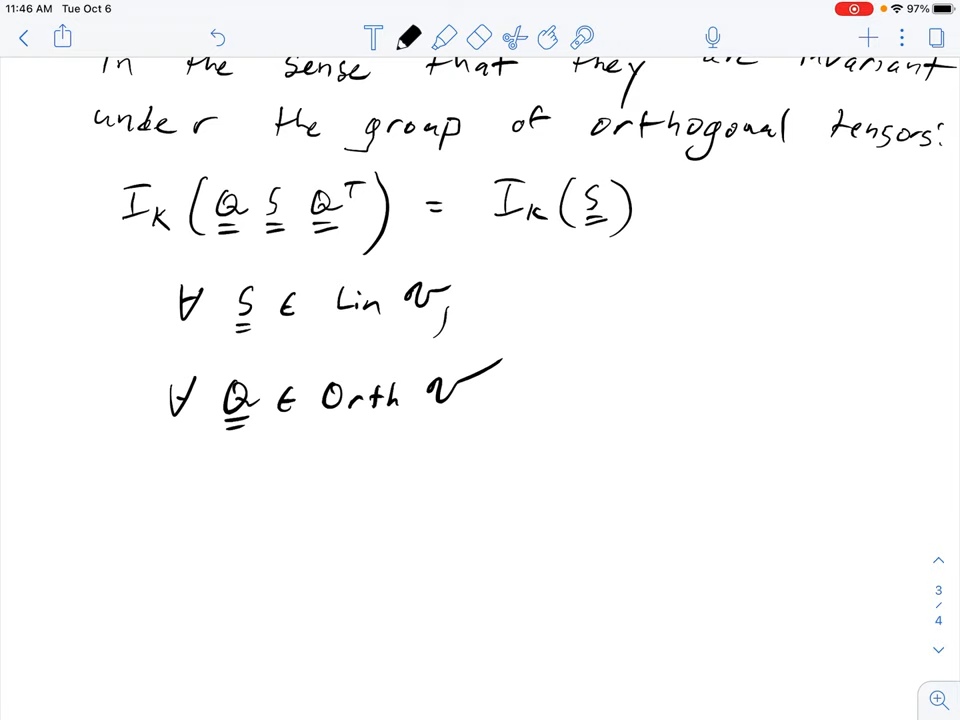 11:46 AM Tue Oct 6
97%
T
in the sense that they are invariant
under the group of orthogonal tensors:
I_K (Q S Q^T) = I_K (S)
∀ S ∈ Lin 𝒱,
∀ Q ∈ Orth 𝒱
3
/
4